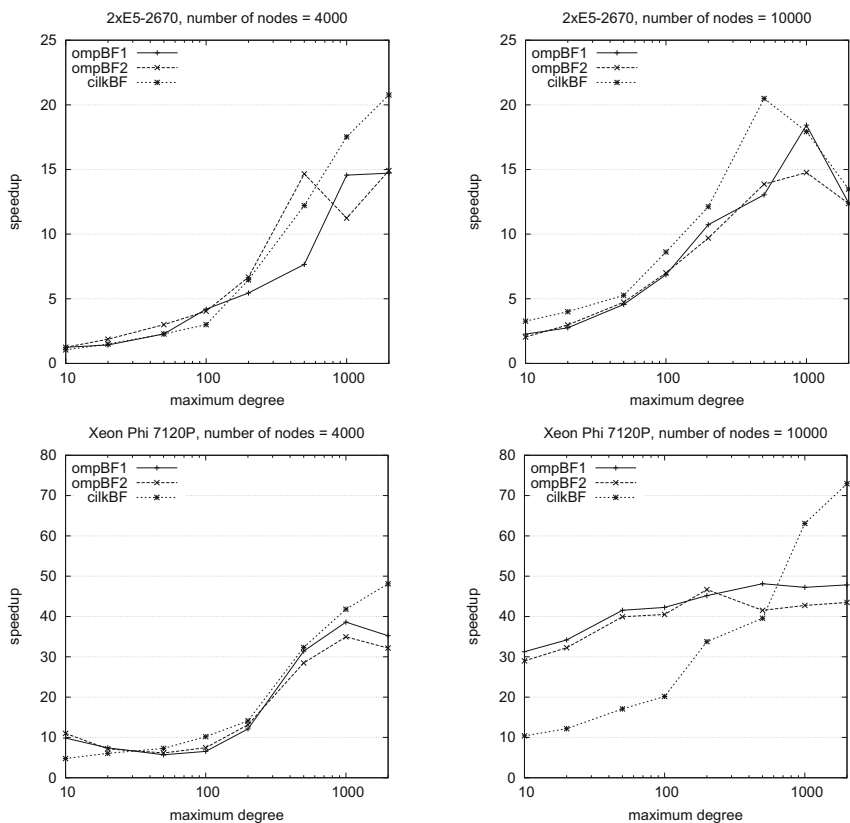 2xE5-2670, number of nodes = 4000
25
20
15
10
5
0
speedup
ompBF1
ompBF2
cilkBF
10
100
1000
maximum degree
2xE5-2670, number of nodes = 10000
25
20
15
10
5
0
speedup
ompBF1
ompBF2
cilkBF
10
100
1000
maximum degree
Xeon Phi 7120P, number of nodes = 4000
80
70
60
50
40
30
20
10
0
speedup
ompBF1
ompBF2
cilkBF
10
100
1000
maximum degree
Xeon Phi 7120P, number of nodes = 10000
80
70
60
50
40
30
20
10
0
speedup
ompBF1
ompBF2
cilkBF
10
100
1000
maximum degree